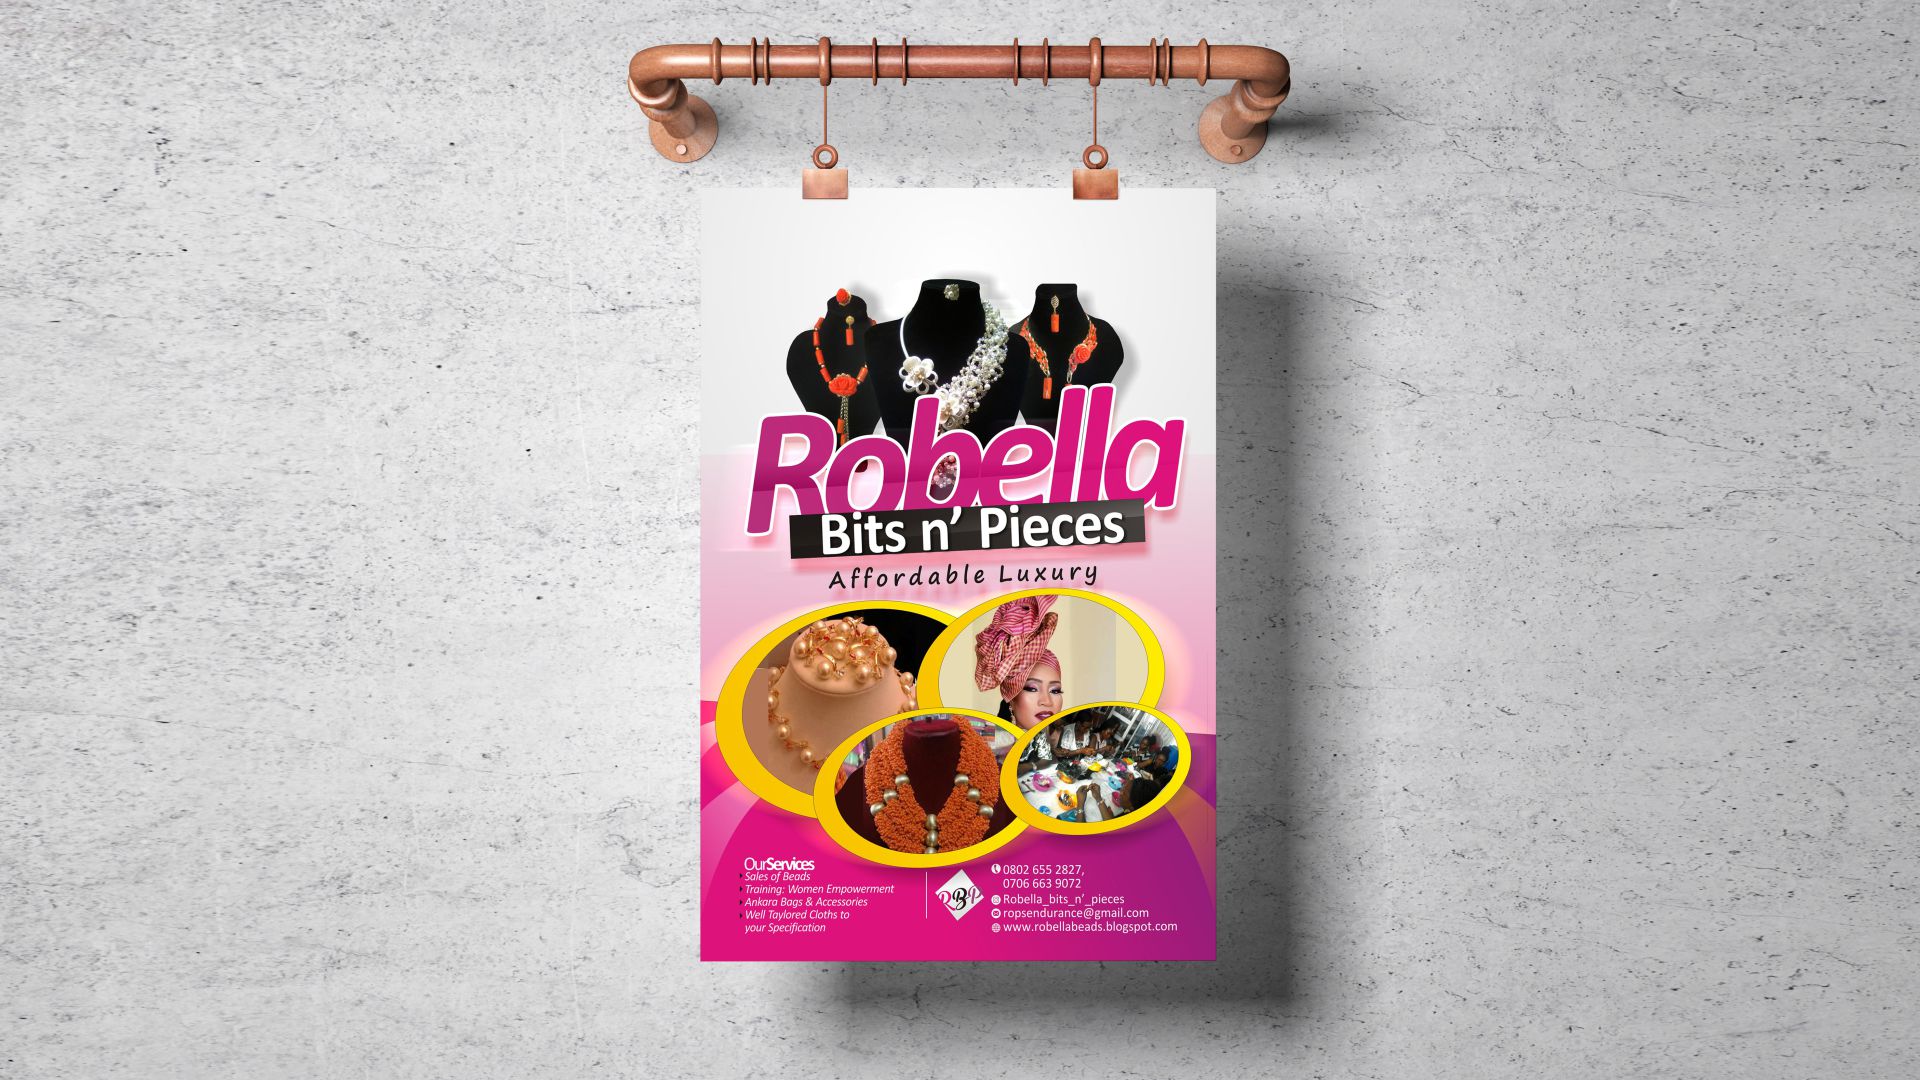 Robella
Bits n' Pieces
Affordable Luxury
OurServices
Sales of Beads
Training: Women Empowerment
Ankara Bags & Accessories
Well Taylored Cloths to
your Specification
RBP
0802 655 2827,
0706 663 9072
Robella_bits_n'_pieces
ropsendurance@gmail.com
www.robellabeads.blogspot.com